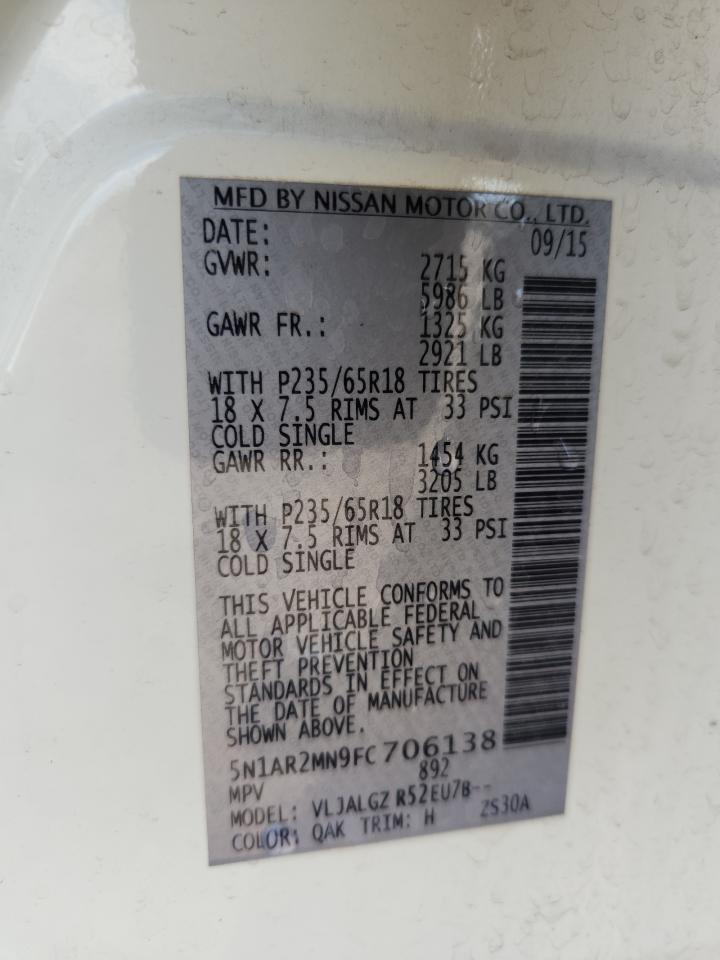 MFD BY NISSAN MOTOR CO., LTD.
DATE: 09/15
GVWR: 2715 KG
5986 LB
GAWR FR.: 1325 KG
2921 LB
WITH P235/65R18 TIRES
18 X 7.5 RIMS AT 33 PSI
COLD SINGLE
GAWR RR.: 1454 KG
3205 LB
WITH P235/65R18 TIRES
18 X 7.5 RIMS AT 33 PSI
COLD SINGLE
THIS VEHICLE CONFORMS TO
ALL APPLICABLE FEDERAL
MOTOR VEHICLE SAFETY AND
THEFT PREVENTION
STANDARDS IN EFFECT ON
THE DATE OF MANUFACTURE
SHOWN ABOVE.
5N1AR2MN9FC706138
MPV 892
MODEL: VLJALGZ R52EU7B--
COLOR: QAK TRIM: H ZS30A